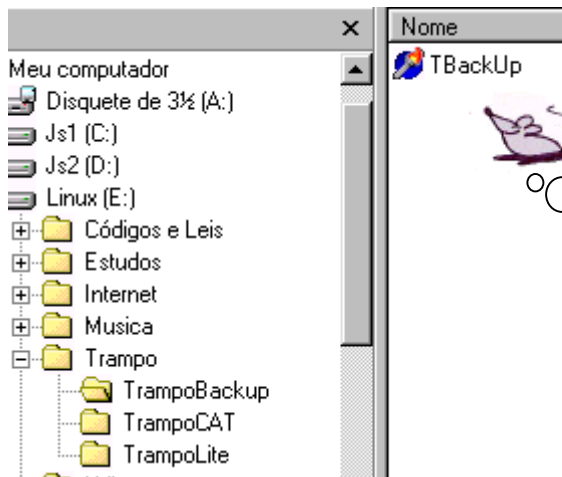 Nome
TBackUp
Meu computador
Disquete de 3½ (A:)
Js1 (C:)
Js2 (D:)
Linux (E:)
Códigos e Leis
Estudos
Internet
Musica
Trampo
TrampoBackup
TrampoCAT
TrampoLite